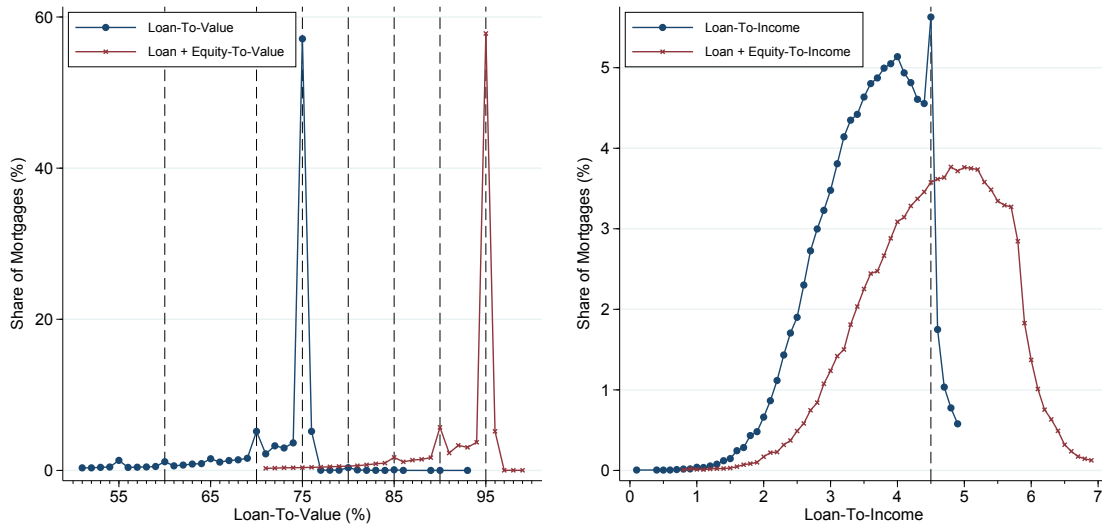 Loan-To-Value
Loan + Equity-To-Value
Share of Mortgages (%)
60
40
20
0
55
65
75
85
95
Loan-To-Value (%)
Loan-To-Income
Loan + Equity-To-Income
Share of Mortgages (%)
5
4
3
2
1
0
0
1
2
3
4
5
6
7
Loan-To-Income